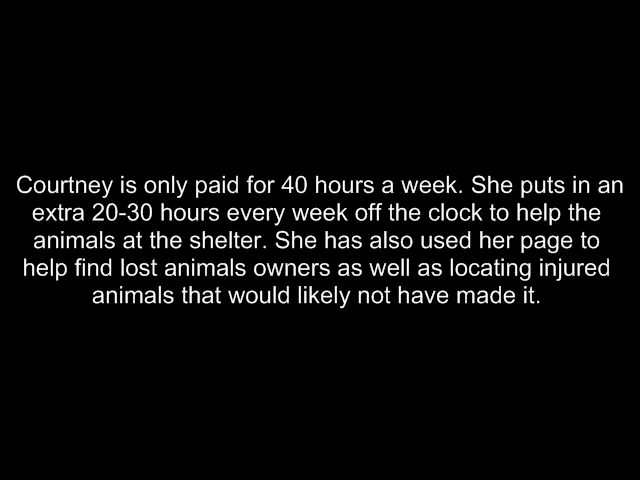 Courtney is only paid for 40 hours a week. She puts in an
extra 20-30 hours every week off the clock to help the
animals at the shelter. She has also used her page to
help find lost animals owners as well as locating injured
animals that would likely not have made it.